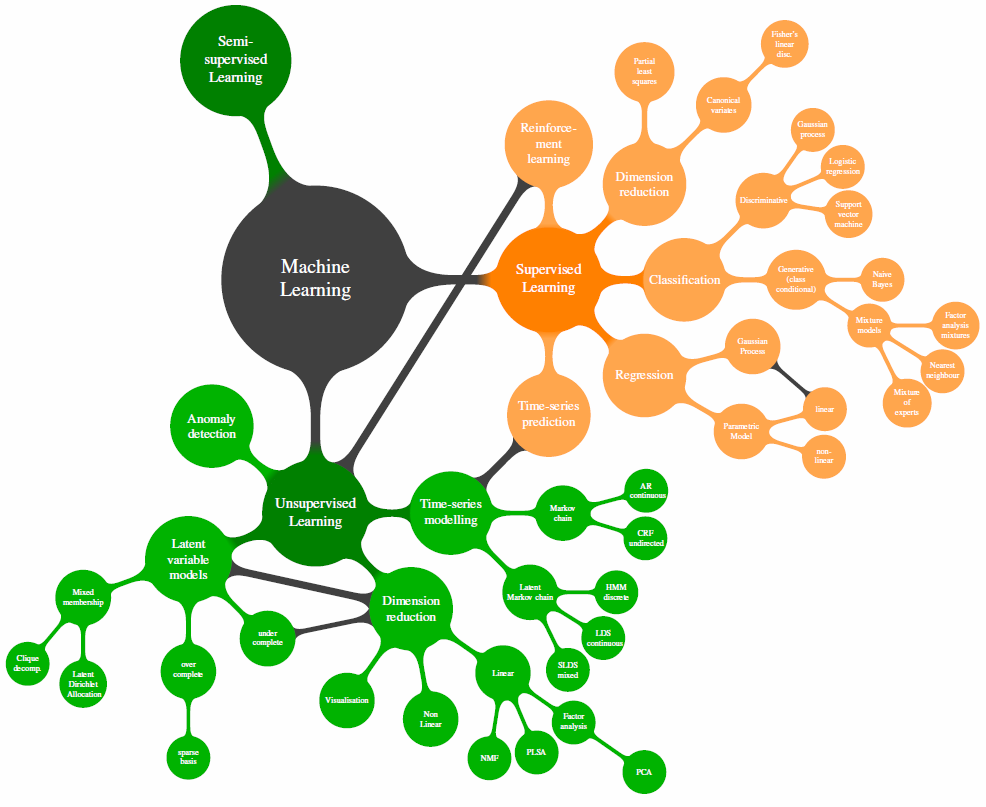 Semi-
supervised
Learning
Machine
Learning
Reinforce-
ment
learning
Partial
least
squares
Fisher's
linear
disc.
Canonical
variates
Dimension
reduction
Gaussian
process
Logistic
regression
Support
vector
machine
Discriminative
Supervised
Learning
Classification
Generative
(class
conditional)
Naive
Bayes
Mixture
models
Factor
analysis
mixtures
Nearest
neighbour
Mixture
of
experts
Regression
Gaussian
Process
linear
Parametric
Model
non-
linear
Time-series
prediction
Anomaly
detection
Unsupervised
Learning
Time-series
modelling
Markov
chain
AR
continuous
CRF
undirected
Latent
Markov chain
HMM
discrete
LDS
continuous
SLDS
mixed
Latent
variable
models
Mixed
membership
Clique
decomp.
Latent
Dirichlet
Allocation
over
complete
sparse
basis
under
complete
Dimension
reduction
Visualisation
Non
Linear
Linear
NMF
PLSA
Factor
analysis
PCA